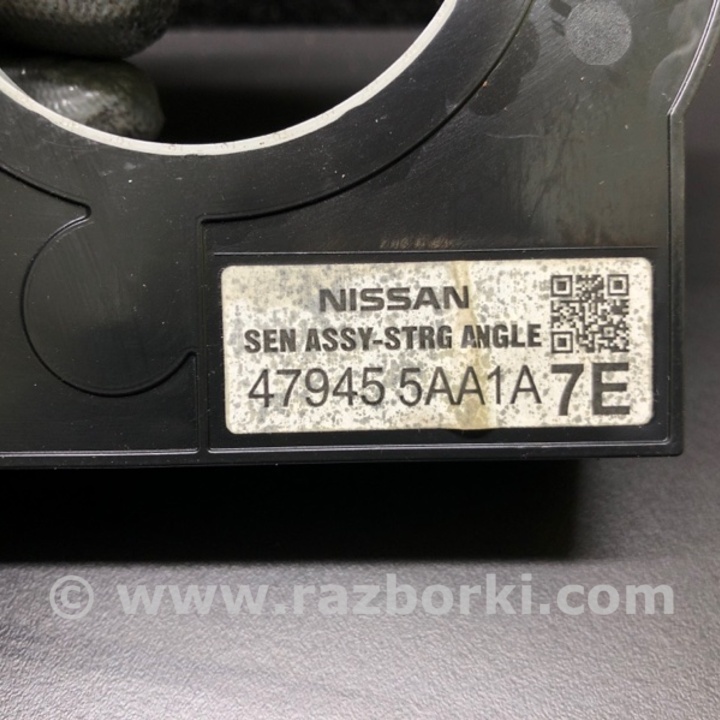 NISSAN
SEN ASSY-STRG ANGLE
47945 5AA1A 7E
© www.razborki.com